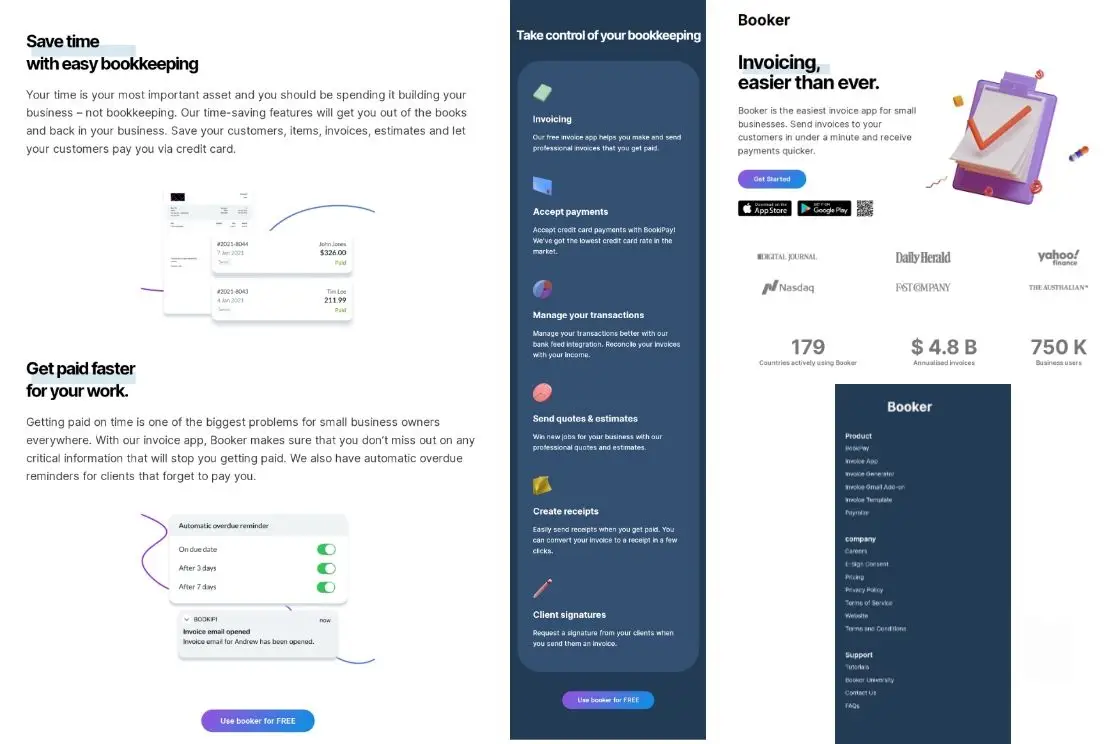 Save time
with easy bookkeeping
Your time is your most important asset and you should be spending it building your
business – not bookkeeping. Our time-saving features will get you out of the books
and back in your business. Save your customers, items, invoices, estimates and let
your customers pay you via credit card.
#2021-8044
John Jones
7 Jan 2021
$326.00
Paid
#2021-8043
Tim Lee
4 Jan 2021
211.99
Paid
Get paid faster
for your work.
Getting paid on time is one of the biggest problems for small business owners
everywhere. With our invoice app, Booker makes sure that you don't miss out on any
critical information that will stop you getting paid. We also have automatic overdue
reminders for clients that forget to pay you.
Automatic overdue reminder
On due date
After 3 days
After 7 days
BOOKIPI
now
Invoice email opened
Invoice email for Andrew has been opened.
Use booker for FREE
Take control of your bookkeeping
Invoicing
Our free invoice app helps you make and send
professional invoices that you get paid.
Accept payments
Accept credit card payments with BookiPay!
We've got the lowest credit card rate in the
market.
Manage your transactions
Manage your transactions better with our
bank feed integration. Reconcile your invoices
with your income.
Send quotes & estimates
Win new jobs for your business with our
professional quotes and estimates.
Create receipts
Easily send receipts when you get paid. You
can convert your invoice to a receipt in a few
clicks.
Client signatures
Request a signature from your clients when
you send them an invoice.
Use booker for FREE
Booker
Invoicing,
easier than ever.
Booker is the easiest invoice app for small
businesses. Send invoices to your
customers in under a minute and receive
payments quicker.
Get Started
Download on the
App Store
GET IT ON
Google Play
DIGITAL JOURNAL
Daily Herald
yahoo!
finance
Nasdaq
FAST COMPANY
THE AUSTRALIAN
179
Countries actively using Booker
$ 4.8 B
Annualised invoices
750 K
Business users
Booker
Product
BookPay
Invoice App
Invoice Generator
Invoice Gmail Add-on
Invoice Template
Payroller
company
Careers
E-Sign Consent
Pricing
Privacy Policy
Terms of Service
Website
Terms and Conditions
Support
Tutorials
Booker University
Contact Us
FAQs